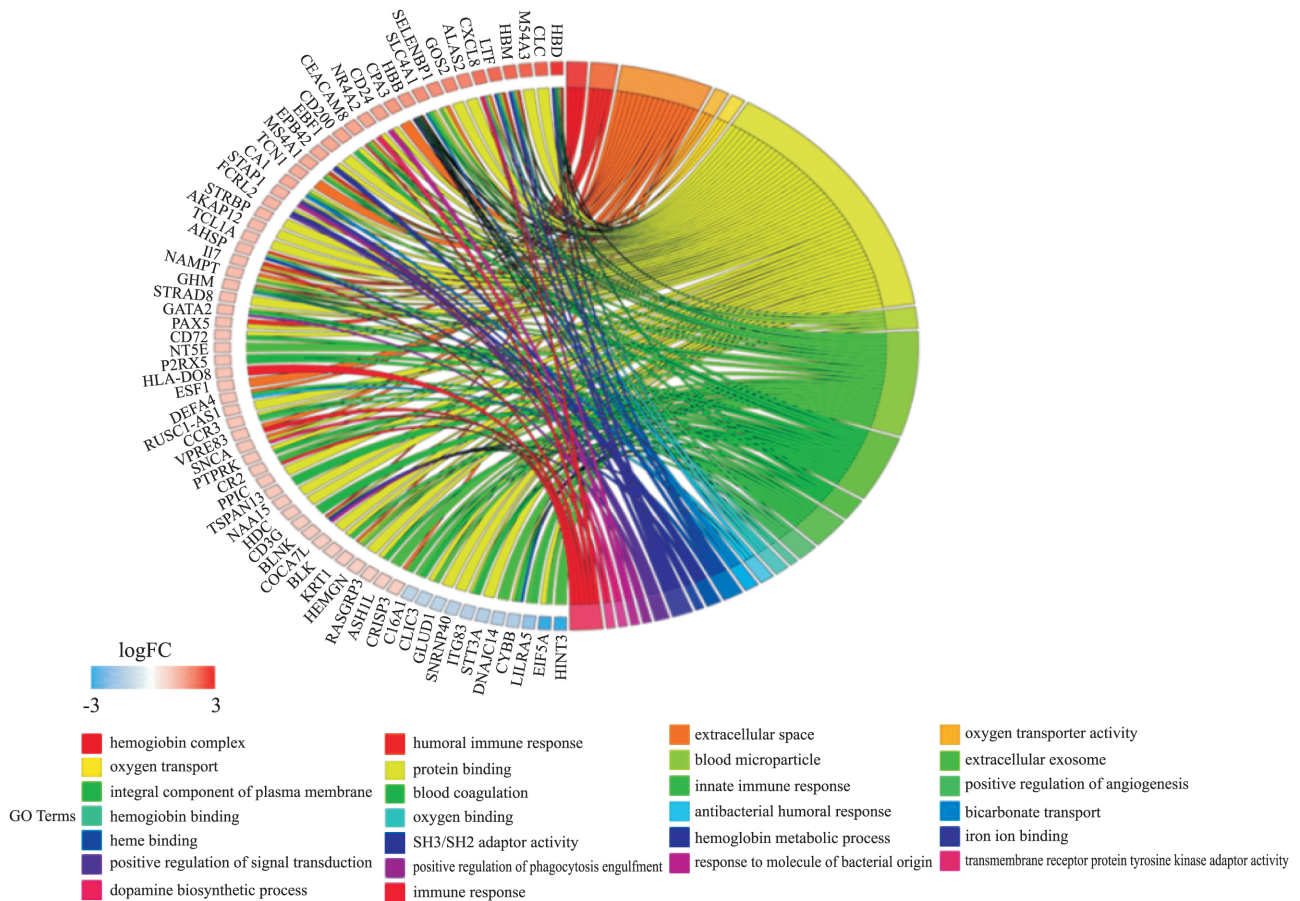 HBD
CLC
M54A3
HBM
LTF
CXCL8
ALAS2
GOS2
SELENBP1
SLC4A1
HBB
CPA3
CD24
NR4A2
CEACAM8
CD200
EBF1
EPB42
MS4A1
TCN1
CA1
STAP1
FCRL2
STRBP
AKAP12
TCL1A
AHSP
Il7
NAMPT
GHM
STRAD8
GATA2
PAX5
CD72
NT5E
P2RX5
HLA-DO8
ESF1
DEFA4
RUSC1-AS1
CCR3
VPRE83
SNCA
PTPRK
CR2
PPIC
TSPAN13
NAA15
HDC
CD3G
BLNK
COCA7L
BLK
KRT1
HEMGN
RASGRP3
ASH1L
CRISP3
C16A1
CLIC3
GLUD1
SNRNP40
ITG83
STT3A
DNAJC14
CYBB
LILRA5
EIF5A
HINT3
logFC
-3 3
GO Terms
hemogiobin complex
oxygen transport
integral component of plasma membrane
hemogiobin binding
heme binding
positive regulation of signal transduction
dopamine biosynthetic process
humoral immune response
protein binding
blood coagulation
oxygen binding
SH3/SH2 adaptor activity
positive regulation of phagocytosis engulfment
immune response
extracellular space
blood microparticle
innate immune response
antibacterial humoral response
hemoglobin metabolic process
response to molecule of bacterial origin
oxygen transporter activity
extracellular exosome
positive regulation of angiogenesis
bicarbonate transport
iron ion binding
transmembrane receptor protein tyrosine kinase adaptor activity